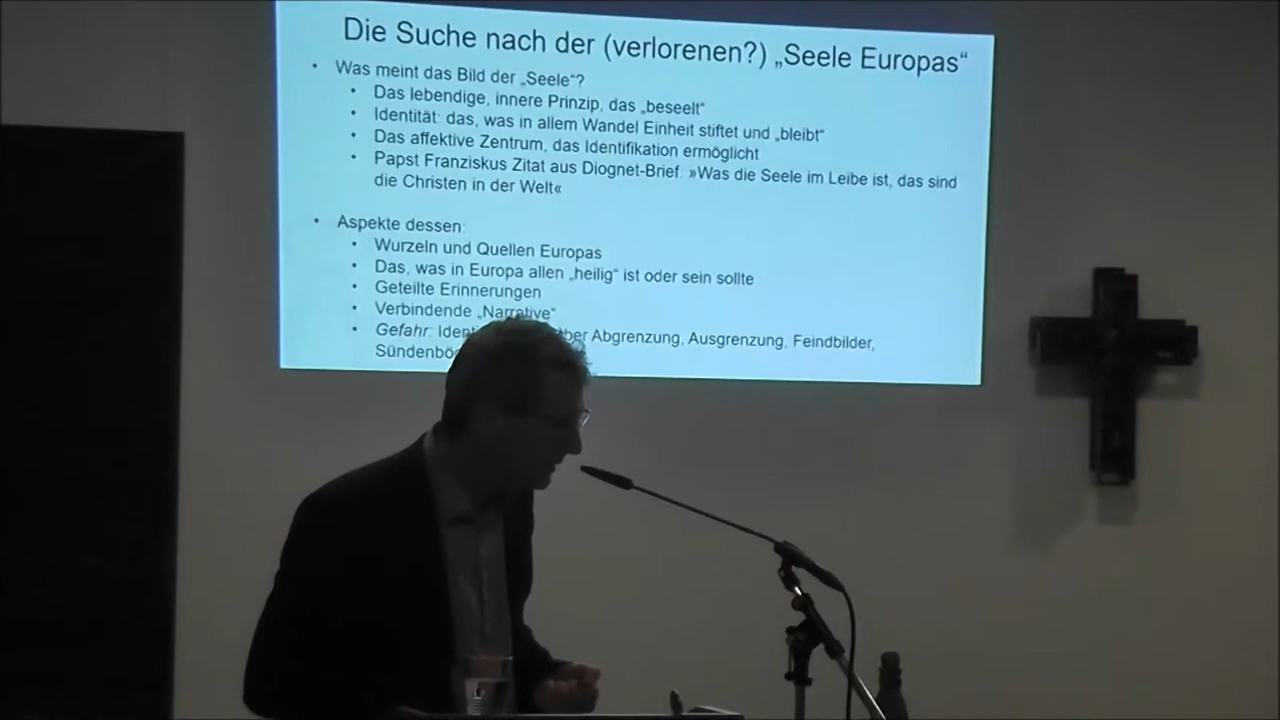 Die Suche nach der (verlorenen?) „Seele Europas“
• Was meint das Bild der „Seele“?
• Das lebendige, innere Prinzip, das „beseelt“
• Identität: das, was in allem Wandel Einheit stiftet und „bleibt“
• Das affektive Zentrum, das Identifikation ermöglicht
• Papst Franziskus Zitat aus Diognet-Brief: »Was die Seele im Leibe ist, das sind
die Christen in der Welt«
• Aspekte dessen:
• Wurzeln und Quellen Europas
• Das, was in Europa allen „heilig“ ist oder sein sollte
• Geteilte Erinnerungen
• Verbindende „Narrative“
• Gefahr: Abgrenzung, Ausgrenzung, Feindbilder,